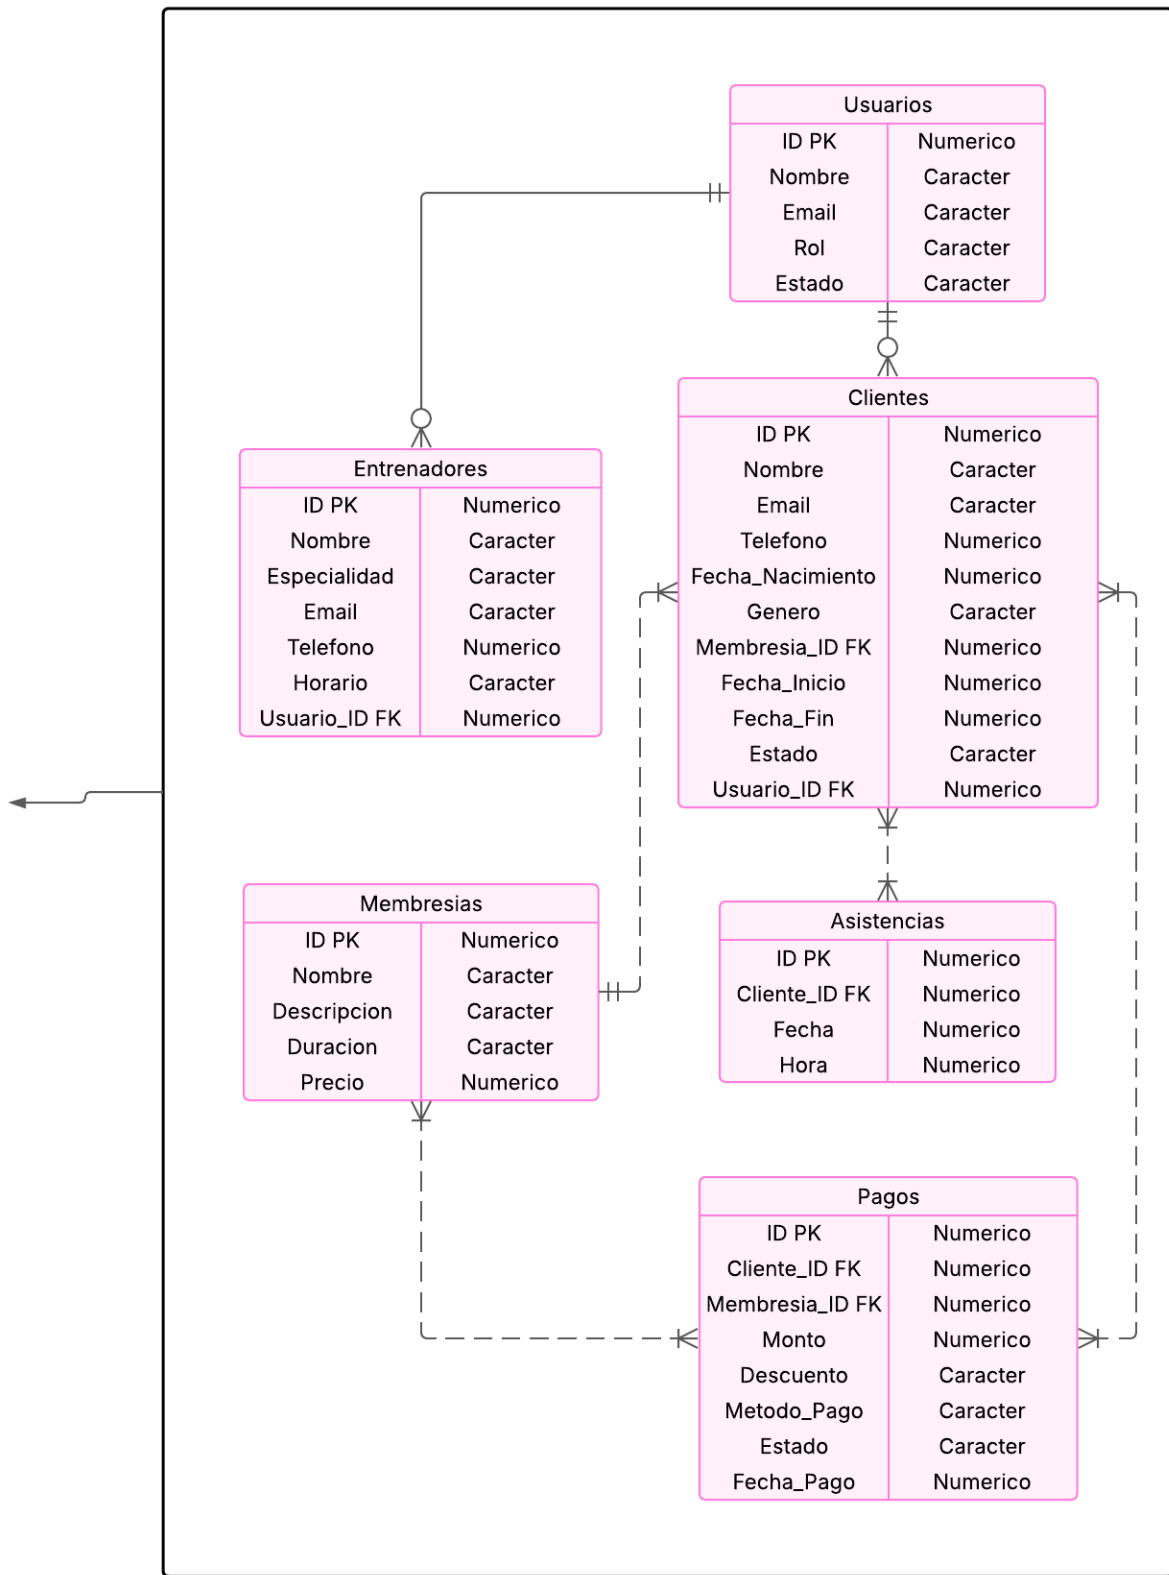 Usuarios
ID PK Numerico
Nombre Caracter
Email Caracter
Rol Caracter
Estado Caracter
Clientes
ID PK Numerico
Nombre Caracter
Email Caracter
Telefono Numerico
Fecha_Nacimiento Numerico
Genero Caracter
Membresia_ID FK Numerico
Fecha_Inicio Numerico
Fecha_Fin Numerico
Estado Caracter
Usuario_ID FK Numerico
Entrenadores
ID PK Numerico
Nombre Caracter
Especialidad Caracter
Email Caracter
Telefono Numerico
Horario Caracter
Usuario_ID FK Numerico
Membresias
ID PK Numerico
Nombre Caracter
Descripcion Caracter
Duracion Caracter
Precio Numerico
Asistencias
ID PK Numerico
Cliente_ID FK Numerico
Fecha Numerico
Hora Numerico
Pagos
ID PK Numerico
Cliente_ID FK Numerico
Membresia_ID FK Numerico
Monto Numerico
Descuento Caracter
Metodo_Pago Caracter
Estado Caracter
Fecha_Pago Numerico